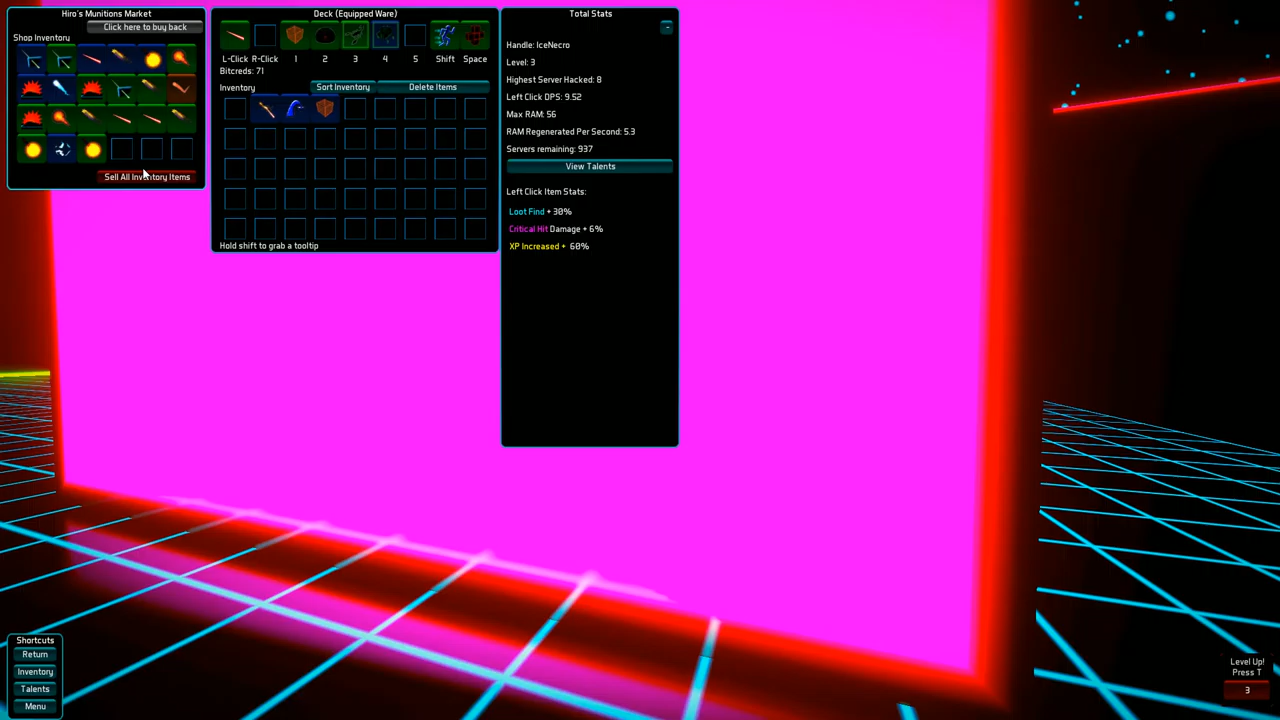 Hiro's Munitions Market
Click here to buy back
Shop Inventory
Sell All Inventory Items
Deck (Equipped Ware)
L-Click R-Click 1 2 3 4 5 Shift Space
Bitcreds: 71
Inventory
Sort Inventory
Delete Items
Hold shift to grab a tooltip
Total Stats
-
Handle: IceNecro
Level: 3
Highest Server Hacked: 8
Left Click DPS: 9.52
Max RAM: 56
RAM Regenerated Per Second: 5.3
Servers remaining: 937
View Talents
Left Click Item Stats:
Loot Find + 30%
Critical Hit Damage + 6%
XP Increased + 60%
Shortcuts
Return
Inventory
Talents
Menu
Level Up!
Press T
3